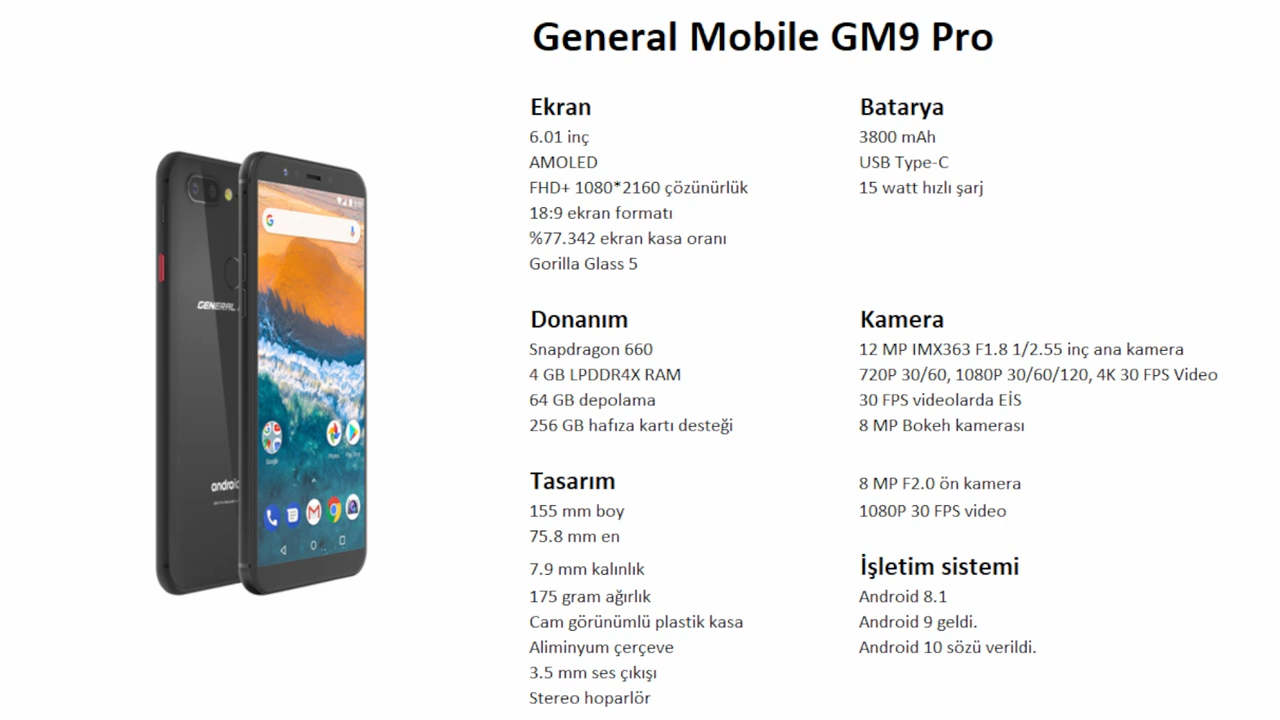 General Mobile GM9 Pro
Ekran
6.01 inç
AMOLED
FHD+ 1080*2160 çözünürlük
18:9 ekran formatı
%77.342 ekran kasa oranı
Gorilla Glass 5
Batarya
3800 mAh
USB Type-C
15 watt hızlı şarj
Donanım
Snapdragon 660
4 GB LPDDR4X RAM
64 GB depolama
256 GB hafıza kartı desteği
Kamera
12 MP IMX363 F1.8 1/2.55 inç ana kamera
720P 30/60, 1080P 30/60/120, 4K 30 FPS Video
30 FPS videolarda EİS
8 MP Bokeh kamerası
8 MP F2.0 ön kamera
1080P 30 FPS video
Tasarım
155 mm boy
75.8 mm en
7.9 mm kalınlık
175 gram ağırlık
Cam görünümlü plastik kasa
Aliminyum çerçeve
3.5 mm ses çıkışı
Stereo hoparlör
İşletim sistemi
Android 8.1
Android 9 geldi.
Android 10 sözü verildi.
GENERAL
android
Google